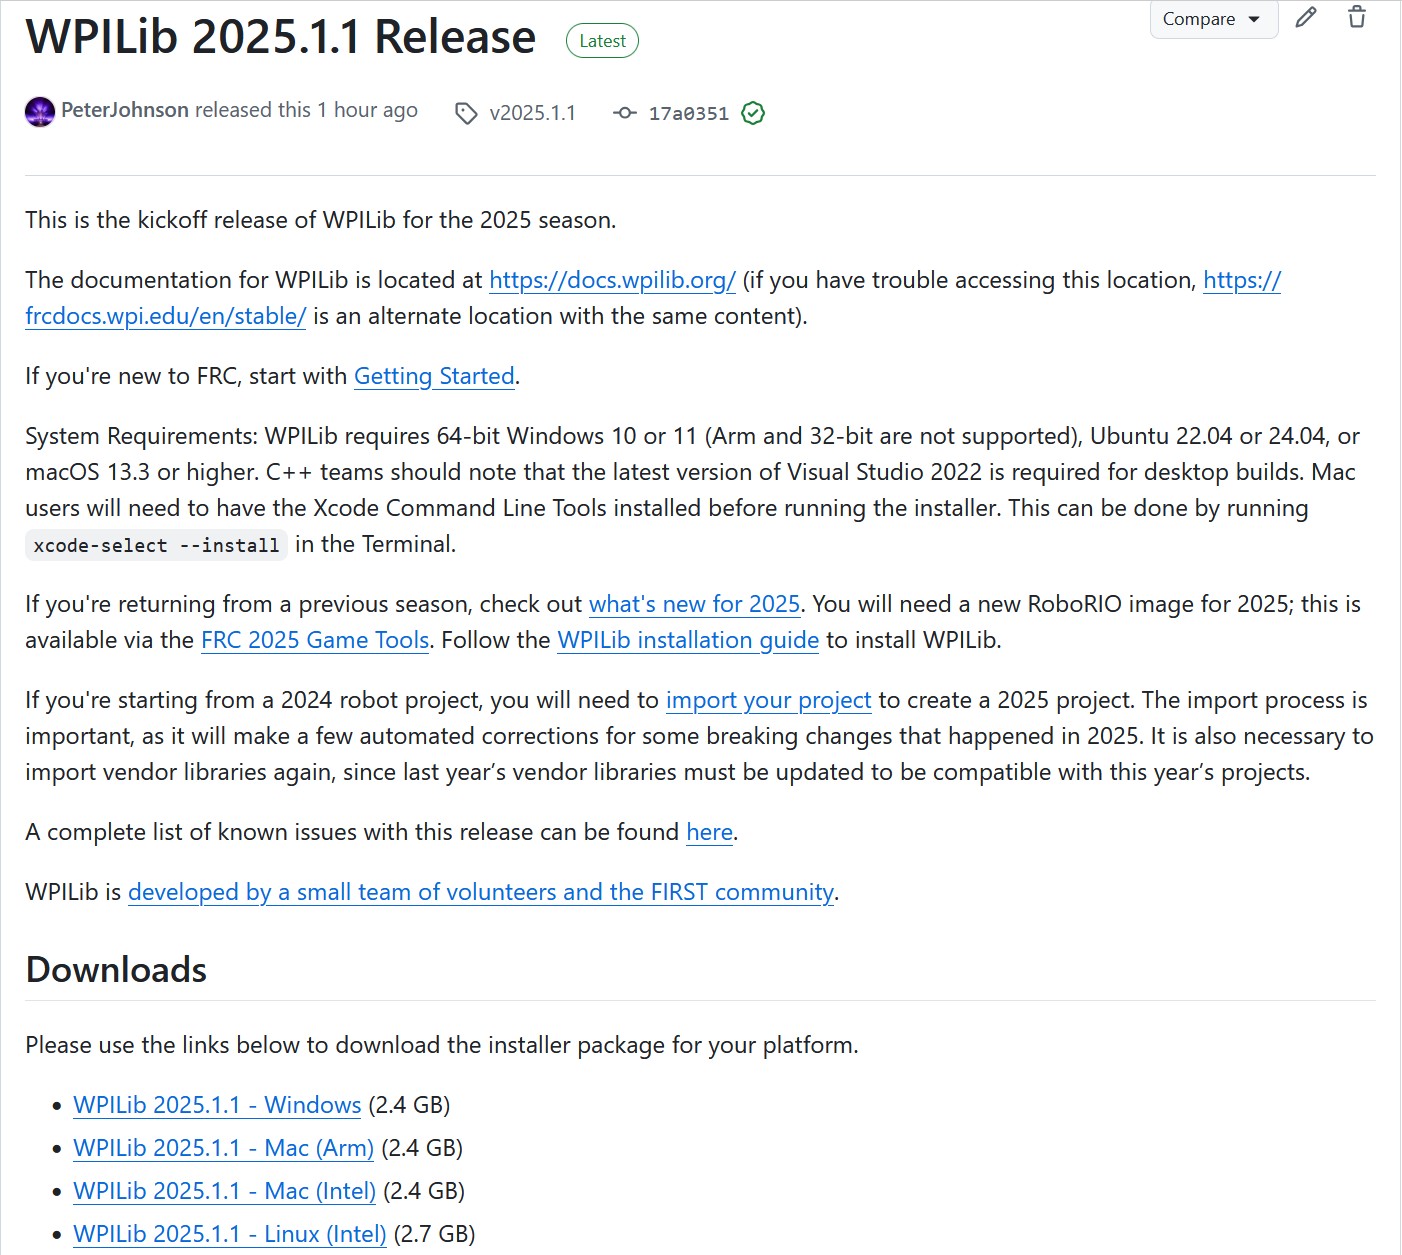 WPILib 2025.1.1 Release
Latest
Compare
PeterJohnson released this 1 hour ago
v2025.1.1
17a0351
This is the kickoff release of WPILib for the 2025 season.
The documentation for WPILib is located at https://docs.wpilib.org/ (if you have trouble accessing this location, https://
frcdocs.wpi.edu/en/stable/ is an alternate location with the same content).
If you're new to FRC, start with Getting Started.
System Requirements: WPILib requires 64-bit Windows 10 or 11 (Arm and 32-bit are not supported), Ubuntu 22.04 or 24.04, or
macOS 13.3 or higher. C++ teams should note that the latest version of Visual Studio 2022 is required for desktop builds. Mac
users will need to have the Xcode Command Line Tools installed before running the installer. This can be done by running
xcode-select --install in the Terminal.
If you're returning from a previous season, check out what's new for 2025. You will need a new RoboRIO image for 2025; this is
available via the FRC 2025 Game Tools. Follow the WPILib installation guide to install WPILib.
If you're starting from a 2024 robot project, you will need to import your project to create a 2025 project. The import process is
important, as it will make a few automated corrections for some breaking changes that happened in 2025. It is also necessary to
import vendor libraries again, since last year’s vendor libraries must be updated to be compatible with this year’s projects.
A complete list of known issues with this release can be found here.
WPILib is developed by a small team of volunteers and the FIRST community.
Downloads
Please use the links below to download the installer package for your platform.
• WPILib 2025.1.1 - Windows (2.4 GB)
• WPILib 2025.1.1 - Mac (Arm) (2.4 GB)
• WPILib 2025.1.1 - Mac (Intel) (2.4 GB)
• WPILib 2025.1.1 - Linux (Intel) (2.7 GB)